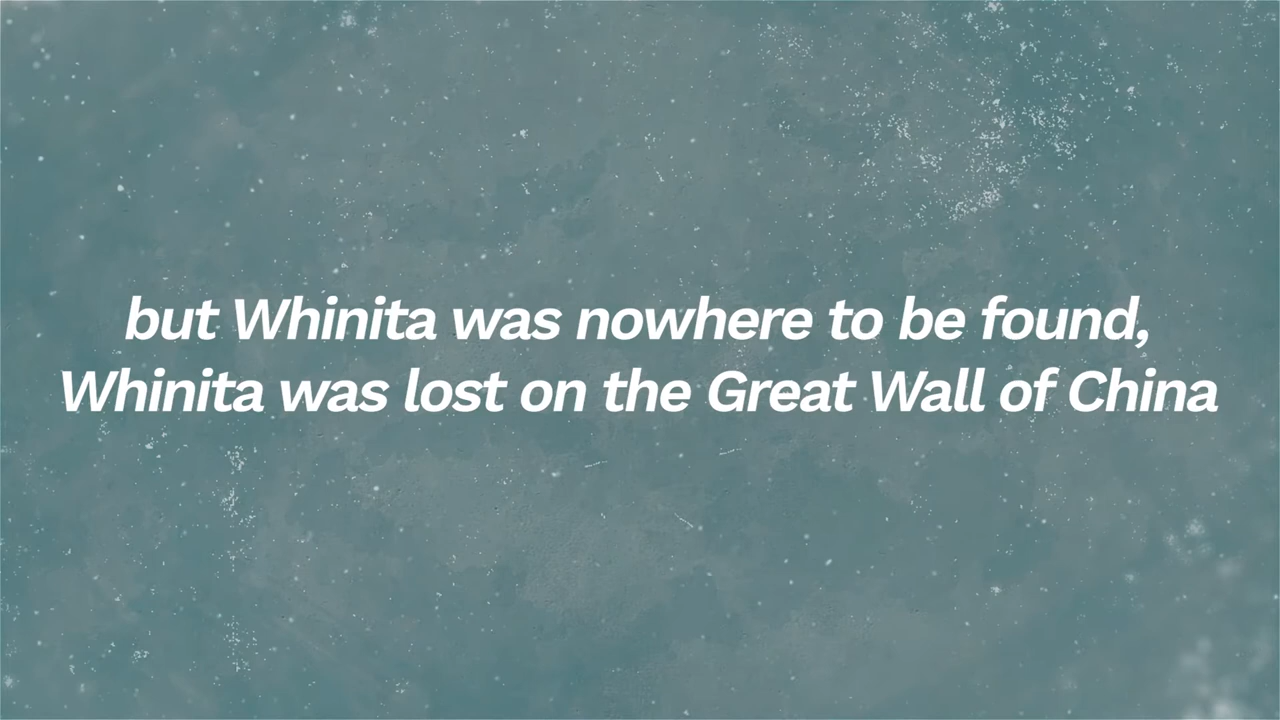 but Whinita was nowhere to be found,
Whinita was lost on the Great Wall of China